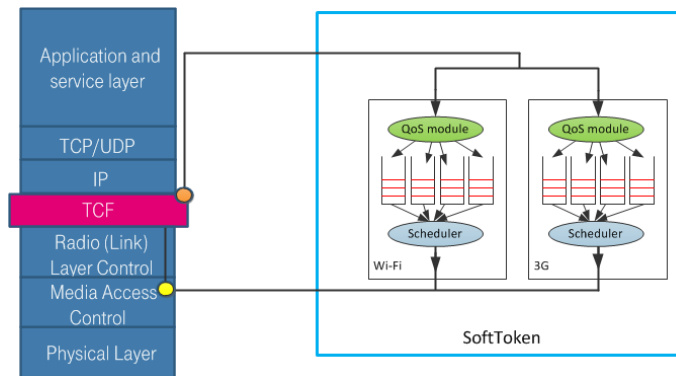 Application and
service layer
TCP/UDP
IP
TCF
Radio (Link)
Layer Control
Media Access
Control
Physical Layer
QoS module
Scheduler
Wi-Fi
QoS module
Scheduler
3G
SoftToken